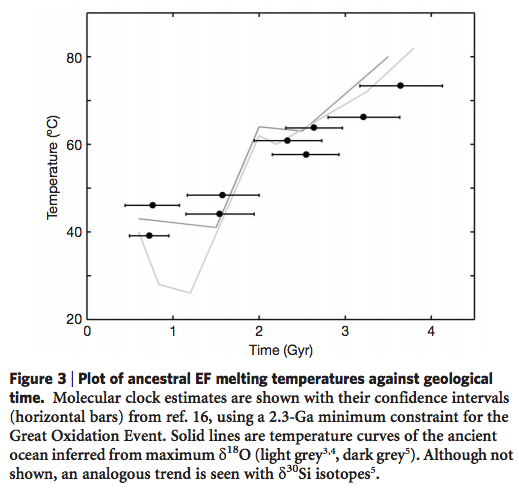 80
60
40
20
Temperature (ºC)
0 1 2 3 4
Time (Gyr)
Figure 3 | Plot of ancestral EF melting temperatures against geological
time. Molecular clock estimates are shown with their confidence intervals
(horizontal bars) from ref. 16, using a 2.3-Ga minimum constraint for the
Great Oxidation Event. Solid lines are temperature curves of the ancient
ocean inferred from maximum δ¹⁸O (light grey³,⁴, dark grey⁵). Although not
shown, an analogous trend is seen with δ³⁰Si isotopes⁵.